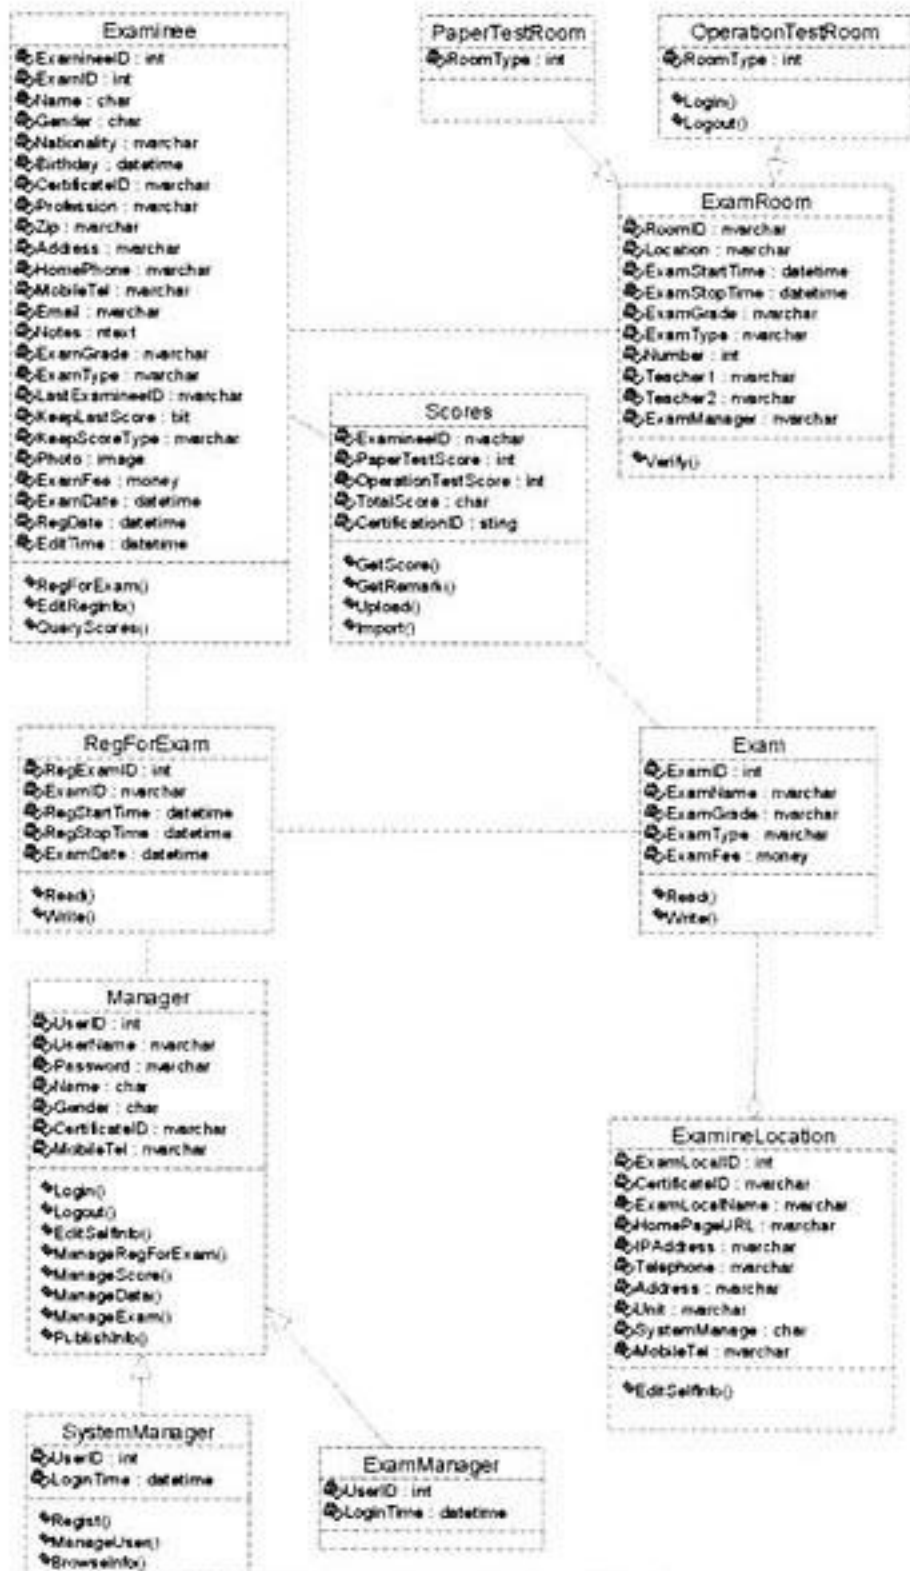 Examinee
ExamineeID : int
ExamID : int
Name : char
Gender : char
Nationality : nvarchar
Birthday : datetime
CertificateID : nvarchar
Profession : nvarchar
Zip : nvarchar
Address : nvarchar
HomePhone : nvarchar
MobileTel : nvarchar
Email : nvarchar
Notes : ntext
ExamGrade : nvarchar
ExamType : nvarchar
LastExamineeID : nvarchar
KeepLastScore : bit
KeepScoreType : nvarchar
Photo : image
ExamFee : money
ExamDate : datetime
RegDate : datetime
EditTime : datetime
RegForExam()
EditRegInfo()
QueryScores()
PaperTestRoom
RoomType : int
OperationTestRoom
RoomType : int
Login()
Logout()
ExamRoom
RoomID : nvarchar
Location : nvarchar
ExamStartTime : datetime
ExamStopTime : datetime
ExamGrade : nvarchar
ExamType : nvarchar
Number : int
Teacher1 : nvarchar
Teacher2 : nvarchar
ExamManager : nvarchar
Verify()
Scores
ExamineeID : nvachar
PaperTestScore : int
OperationTestScore : int
TotalScore : char
CertificationID : sting
GetScore()
GetRemark()
Upload()
Import()
RegForExam
RegExamID : int
ExamID : nvarchar
RegStartTime : datetime
RegStopTime : datetime
ExamDate : datetime
Read()
Write()
Exam
ExamID : int
ExamName : nvarchar
ExamGrade : nvarchar
ExamType : nvarchar
ExamFee : money
Read()
Write()
Manager
UserID : int
UserName : nvarchar
Password : nvarchar
Name : char
Gender : char
CertificateID : nvarchar
MobileTel : nvarchar
Login()
Logout()
EditSelfInfo()
ManageRegForExam()
ManageScore()
ManageData()
ManageExam()
PublishInfo()
ExamineLocation
ExamLocalID : int
CertificateID : nvarchar
ExamLocalName : nvarchar
HomePageURL : nvarchar
IPAddress : nvarchar
Telephone : nvarchar
Address : nvarchar
Unit : nvarchar
SystemManage : char
MobileTel : nvarchar
EditSelfInfo()
SystemManager
UserID : int
LoginTime : datetime
Regist()
ManageUser()
BrowseInfo()
ExamManager
UserID : int
LoginTime : datetime